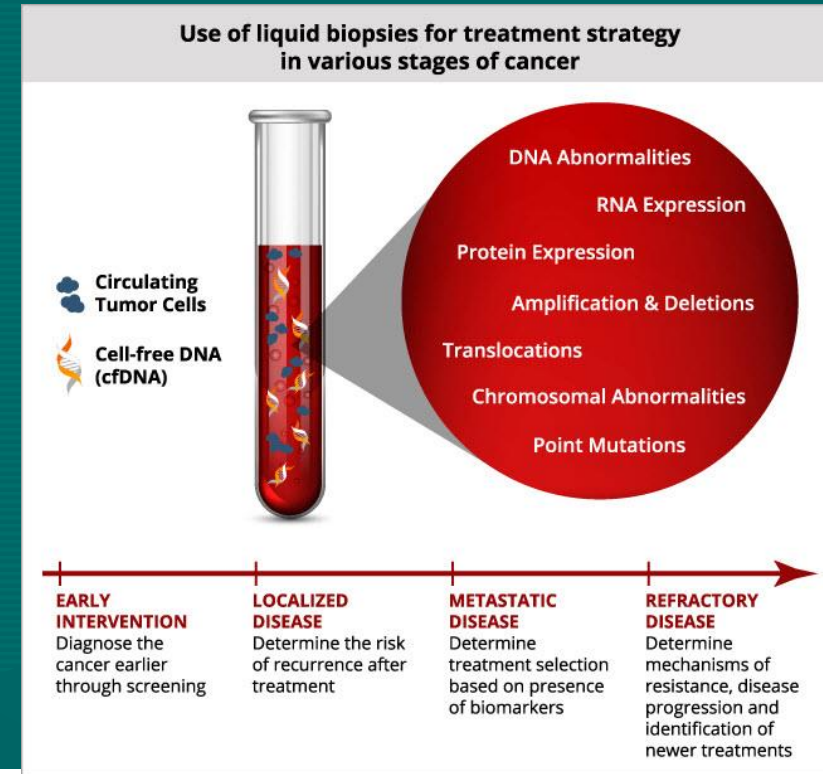 Use of liquid biopsies for treatment strategy
in various stages of cancer
DNA Abnormalities
RNA Expression
Protein Expression
Amplification & Deletions
Translocations
Chromosomal Abnormalities
Point Mutations
Circulating
Tumor Cells
Cell-free DNA
(cfDNA)
EARLY
INTERVENTION
Diagnose the
cancer earlier
through screening
LOCALIZED
DISEASE
Determine the risk
of recurrence after
treatment
METASTATIC
DISEASE
Determine
treatment selection
based on presence
of biomarkers
REFRACTORY
DISEASE
Determine
mechanisms of
resistance, disease
progression and
identification of
newer treatments